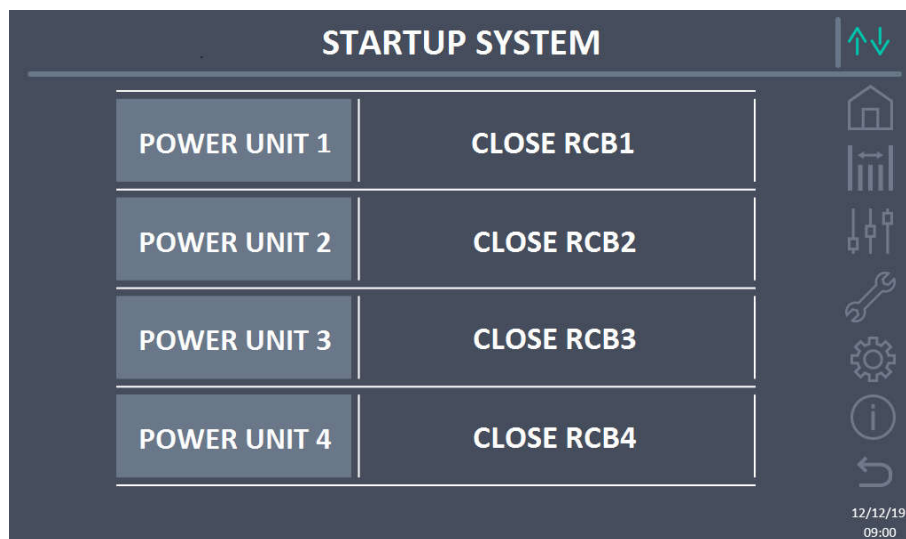 STARTUP SYSTEM
POWER UNIT 1
CLOSE RCB1
POWER UNIT 2
CLOSE RCB2
POWER UNIT 3
CLOSE RCB3
POWER UNIT 4
CLOSE RCB4
12/12/19
09:00